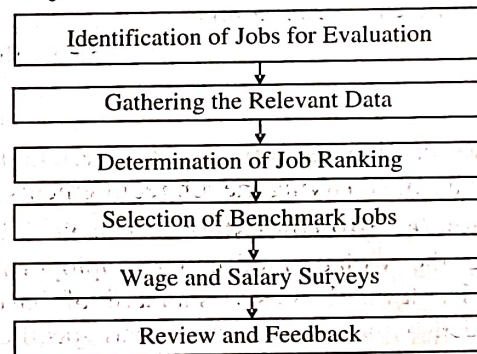 Identification of Jobs for Evaluation
Gathering the Relevant Data
Determination of Job Ranking
Selection of Benchmark Jobs
Wage and Salary Surveys
Review and Feedback